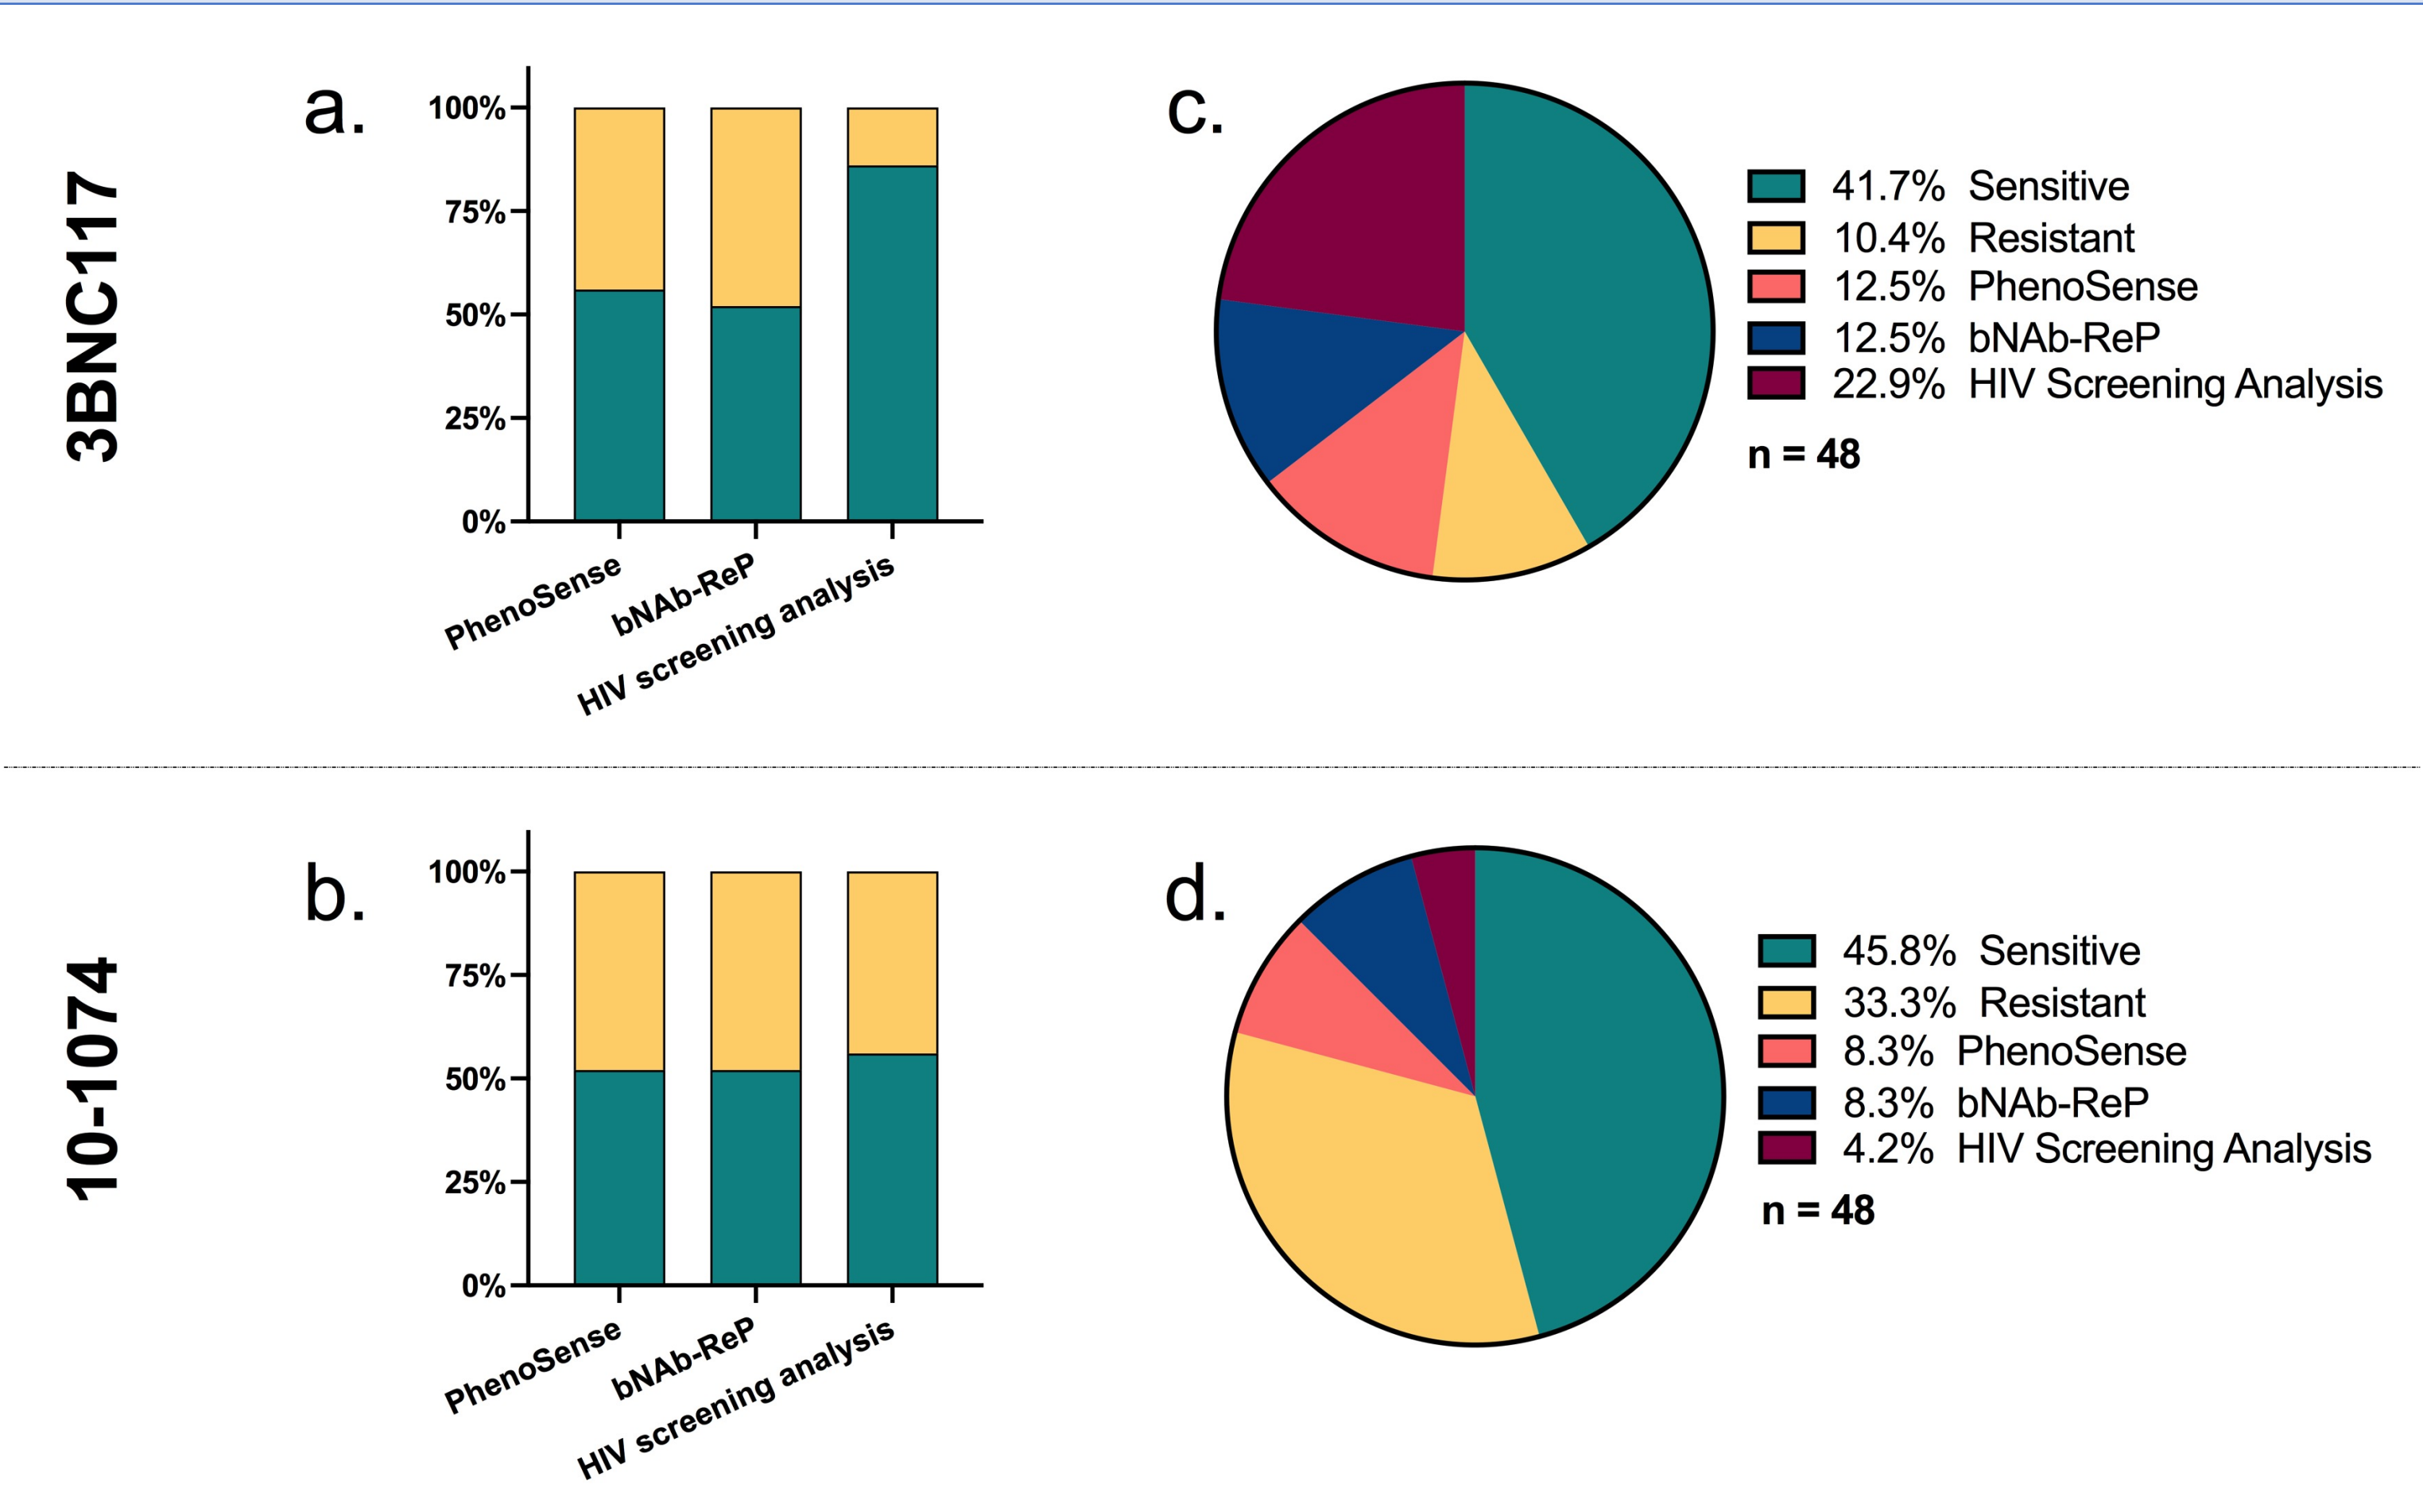 3BNC117
a.
100%
75%
50%
25%
0%
PhenoSense
bNAb-ReP
HIV screening analysis
c.
41.7% Sensitive
10.4% Resistant
12.5% PhenoSense
12.5% bNAb-ReP
22.9% HIV Screening Analysis
n = 48
10-1074
b.
100%
75%
50%
25%
0%
PhenoSense
bNAb-ReP
HIV screening analysis
d.
45.8% Sensitive
33.3% Resistant
8.3% PhenoSense
8.3% bNAb-ReP
4.2% HIV Screening Analysis
n = 48